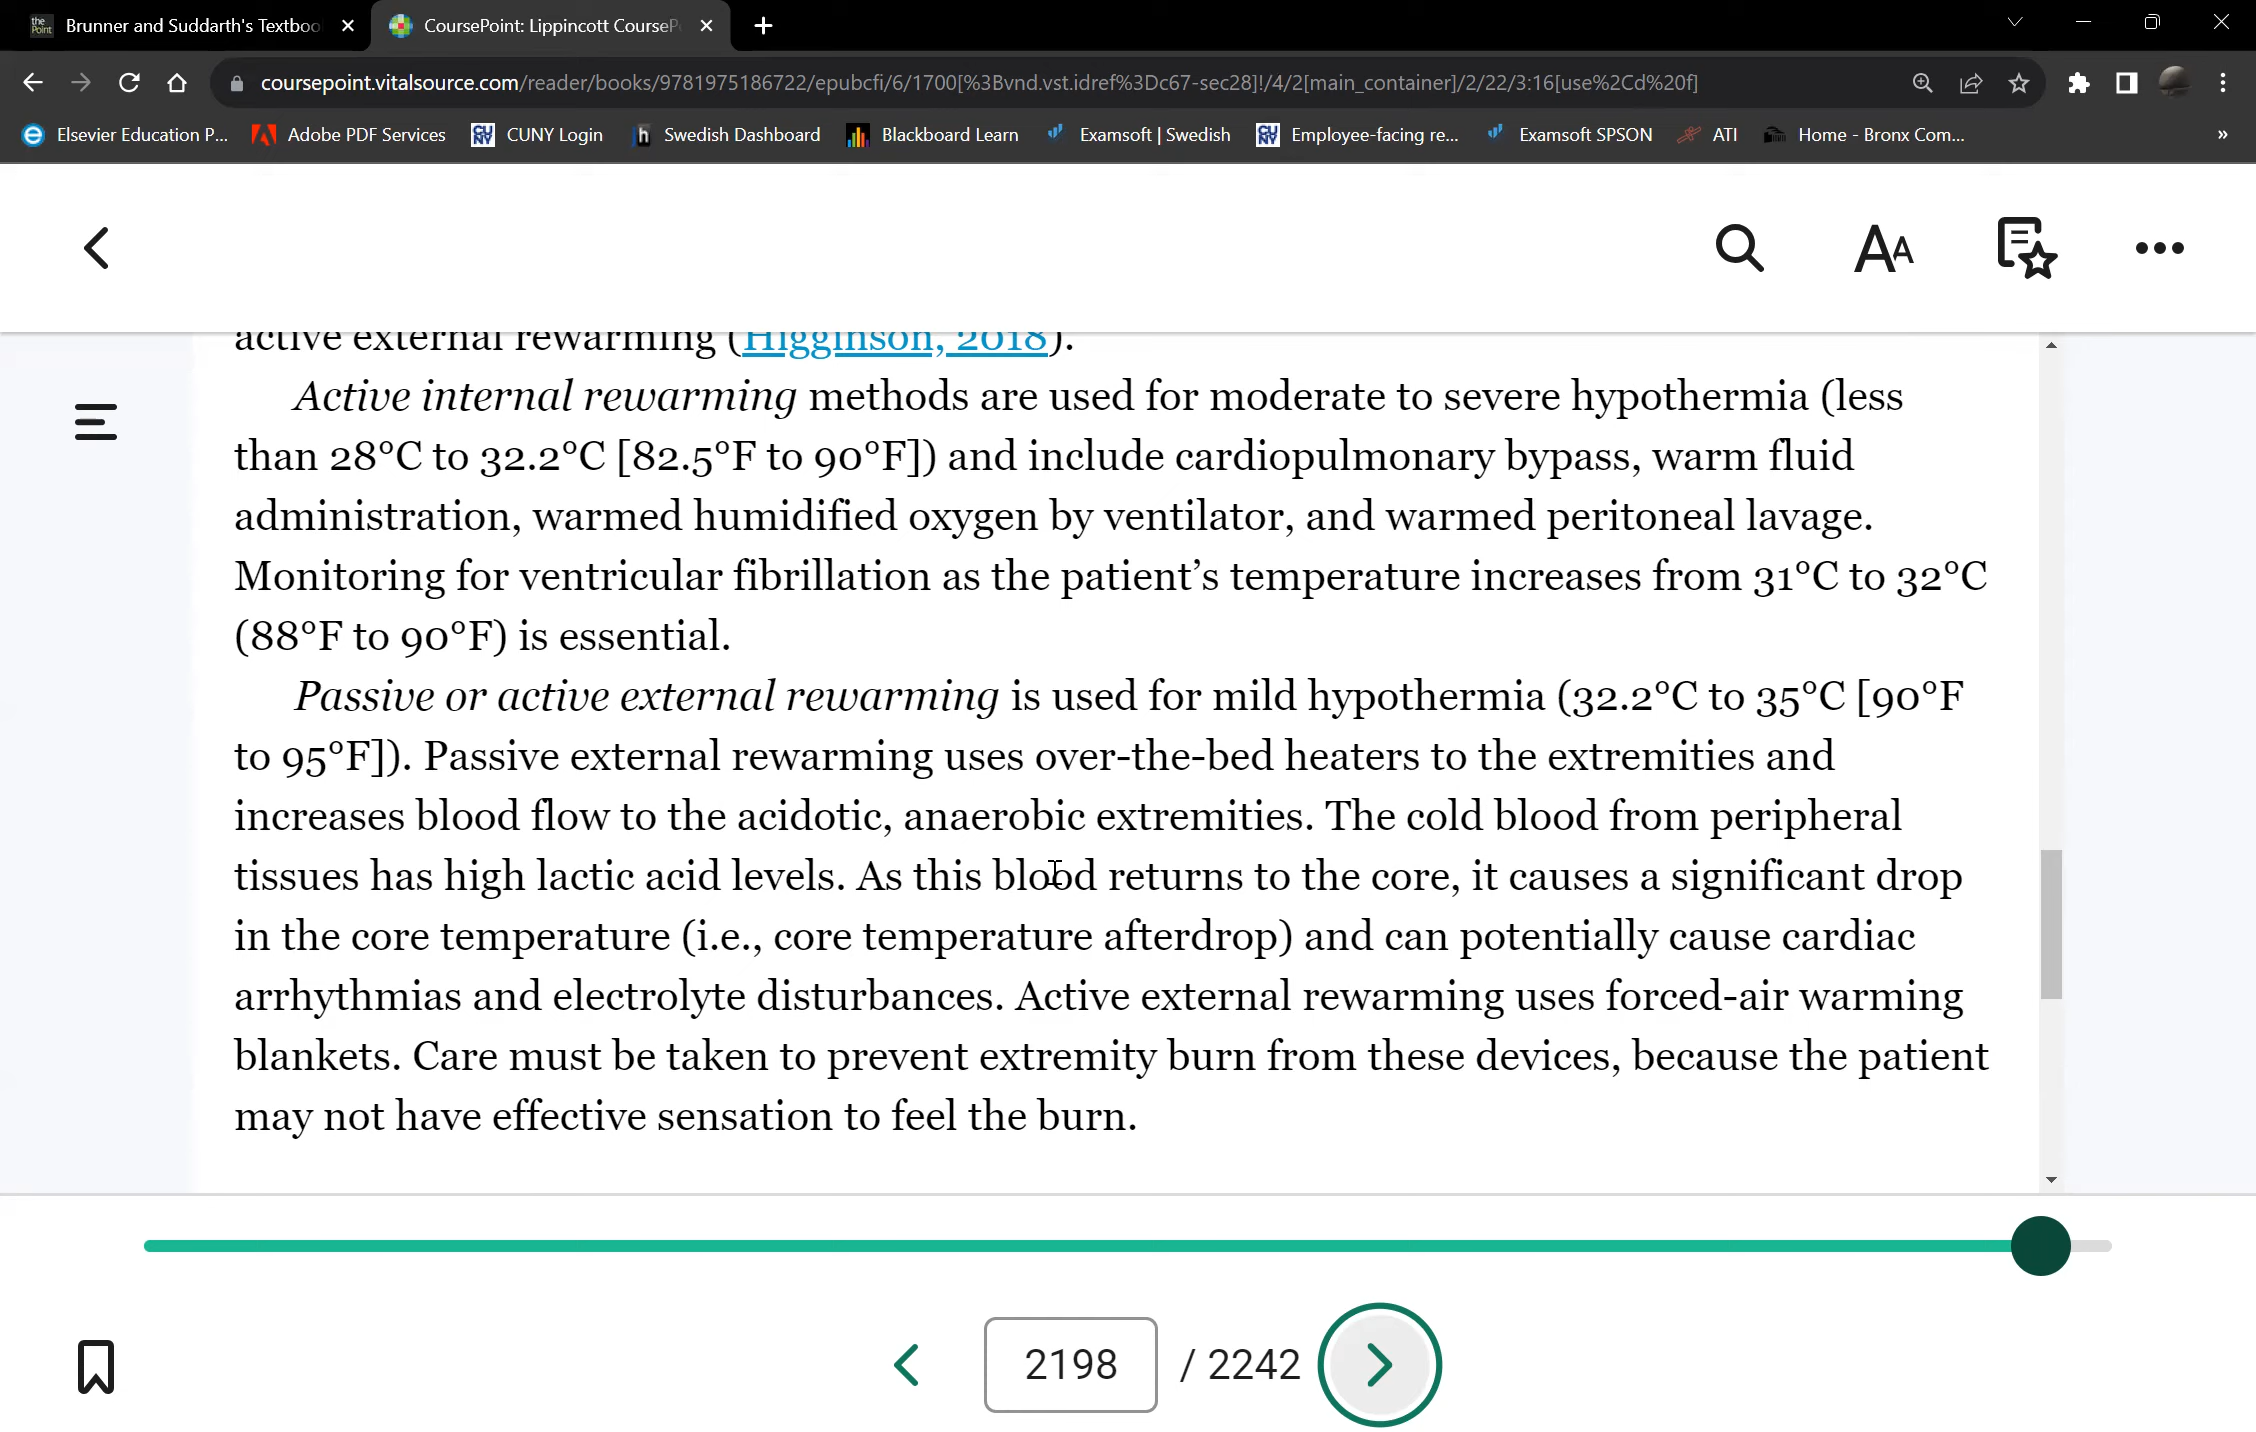 the Point Brunner and Suddarth's Textboo
CoursePoint: Lippincott CourseP
coursepoint.vitalsource.com/reader/books/9781975186722/epubcfi/6/1700[%3Bvnd.vst.idref%3Dc67-sec28]!/4/2[main_container]/2/22/3:16[use%2Cd%20f]
Elsevier Education P... Adobe PDF Services CUNY Login Swedish Dashboard Blackboard Learn Examsoft | Swedish Employee-facing re... Examsoft SPSON ATI Home - Bronx Com... »
AA
active external rewarming (Higginson, 2018).
Active internal rewarming methods are used for moderate to severe hypothermia (less
than 28°C to 32.2°C [82.5°F to 90°F]) and include cardiopulmonary bypass, warm fluid
administration, warmed humidified oxygen by ventilator, and warmed peritoneal lavage.
Monitoring for ventricular fibrillation as the patient’s temperature increases from 31°C to 32°C
(88°F to 90°F) is essential.
Passive or active external rewarming is used for mild hypothermia (32.2°C to 35°C [90°F
to 95°F]). Passive external rewarming uses over-the-bed heaters to the extremities and
increases blood flow to the acidotic, anaerobic extremities. The cold blood from peripheral
tissues has high lactic acid levels. As this blood returns to the core, it causes a significant drop
in the core temperature (i.e., core temperature afterdrop) and can potentially cause cardiac
arrhythmias and electrolyte disturbances. Active external rewarming uses forced-air warming
blankets. Care must be taken to prevent extremity burn from these devices, because the patient
may not have effective sensation to feel the burn.
2198 / 2242